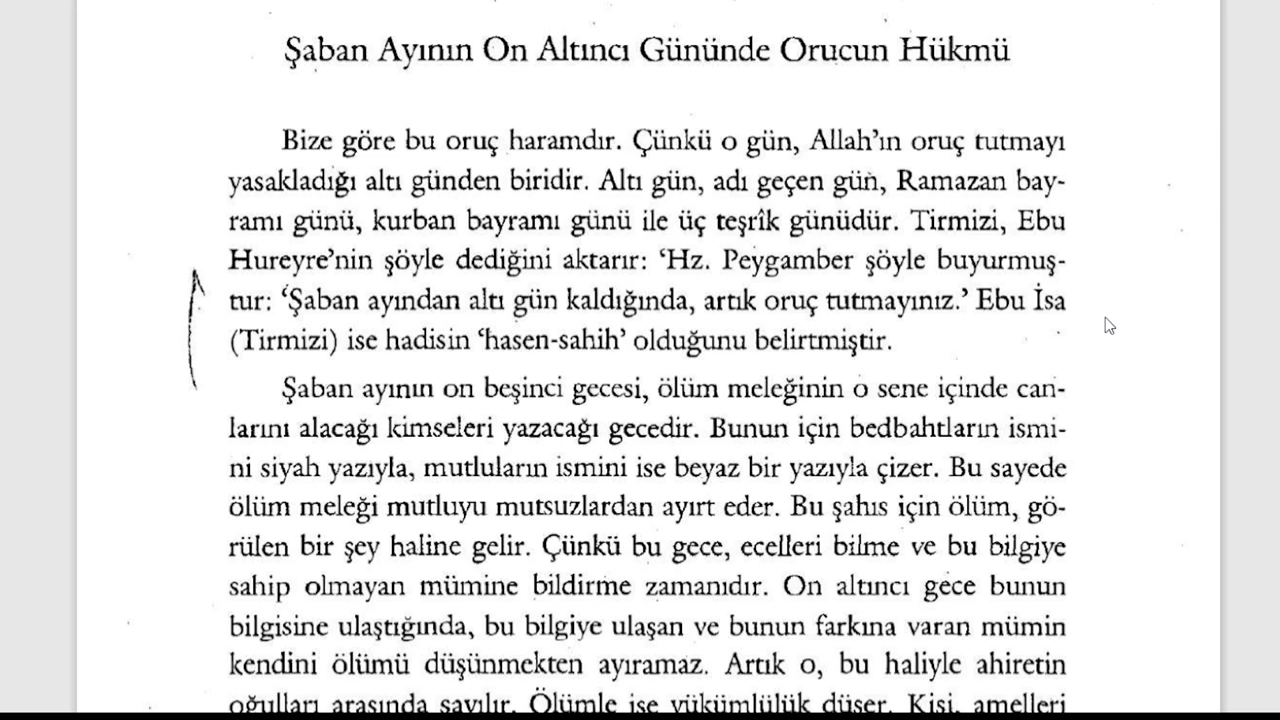 Şaban Ayının On Altıncı Gününde Orucun Hükmü
Bize göre bu oruç haramdır. Çünkü o gün, Allah’ın oruç tutmayı
yasakladığı altı günden biridir. Altı gün, adı geçen gün, Ramazan bay-
ramı günü, kurban bayramı günü ile üç teşrîk günüdür. Tirmizi, Ebu
Hureyre’nin şöyle dediğini aktarır: ‘Hz. Peygamber şöyle buyurmuş-
tur: ‘Şaban ayından altı gün kaldığında, artık oruç tutmayınız.’ Ebu İsa
(Tirmizi) ise hadisin ‘hasen-sahih’ olduğunu belirtmiştir.
Şaban ayının on beşinci gecesi, ölüm meleğinin o sene içinde can-
larını alacağı kimseleri yazacağı gecedir. Bunun için bedbahtların ismi-
ni siyah yazıyla, mutluların ismini ise beyaz bir yazıyla çizer. Bu sayede
ölüm meleği mutluyu mutsuzlardan ayırt eder. Bu şahıs için ölüm, gö-
rülen bir şey haline gelir. Çünkü bu gece, ecelleri bilme ve bu bilgiye
sahip olmayan mümine bildirme zamanıdır. On altıncı gece bunun
bilgisine ulaştığında, bu bilgiye ulaşan ve bunun farkına varan mümin
kendini ölümü düşünmekten ayıramaz. Artık o, bu haliyle ahiretin
oğulları arasında sayılır. Ölümle ise yükümlülük düşer. Kişi, amelleri